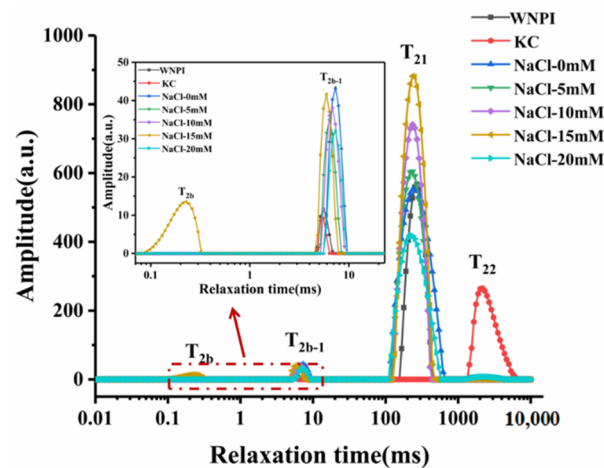 WNPI
KC
NaCl-0mM
NaCl-5mM
NaCl-10mM
NaCl-15mM
NaCl-20mM
1000
800
600
400
200
0
Amplitude(a.u.)
0.01
0.1
1
10
100
1000
10,000
Relaxation time(ms)
T21
T22
T2b
T2b-1
50
40
30
20
10
0
Amplitude(a.u.)
WNPI
KC
NaCl-0mM
NaCl-5mM
NaCl-10mM
NaCl-15mM
NaCl-20mM
T2b
T2b-1
0.1
1
10
Relaxation time(ms)